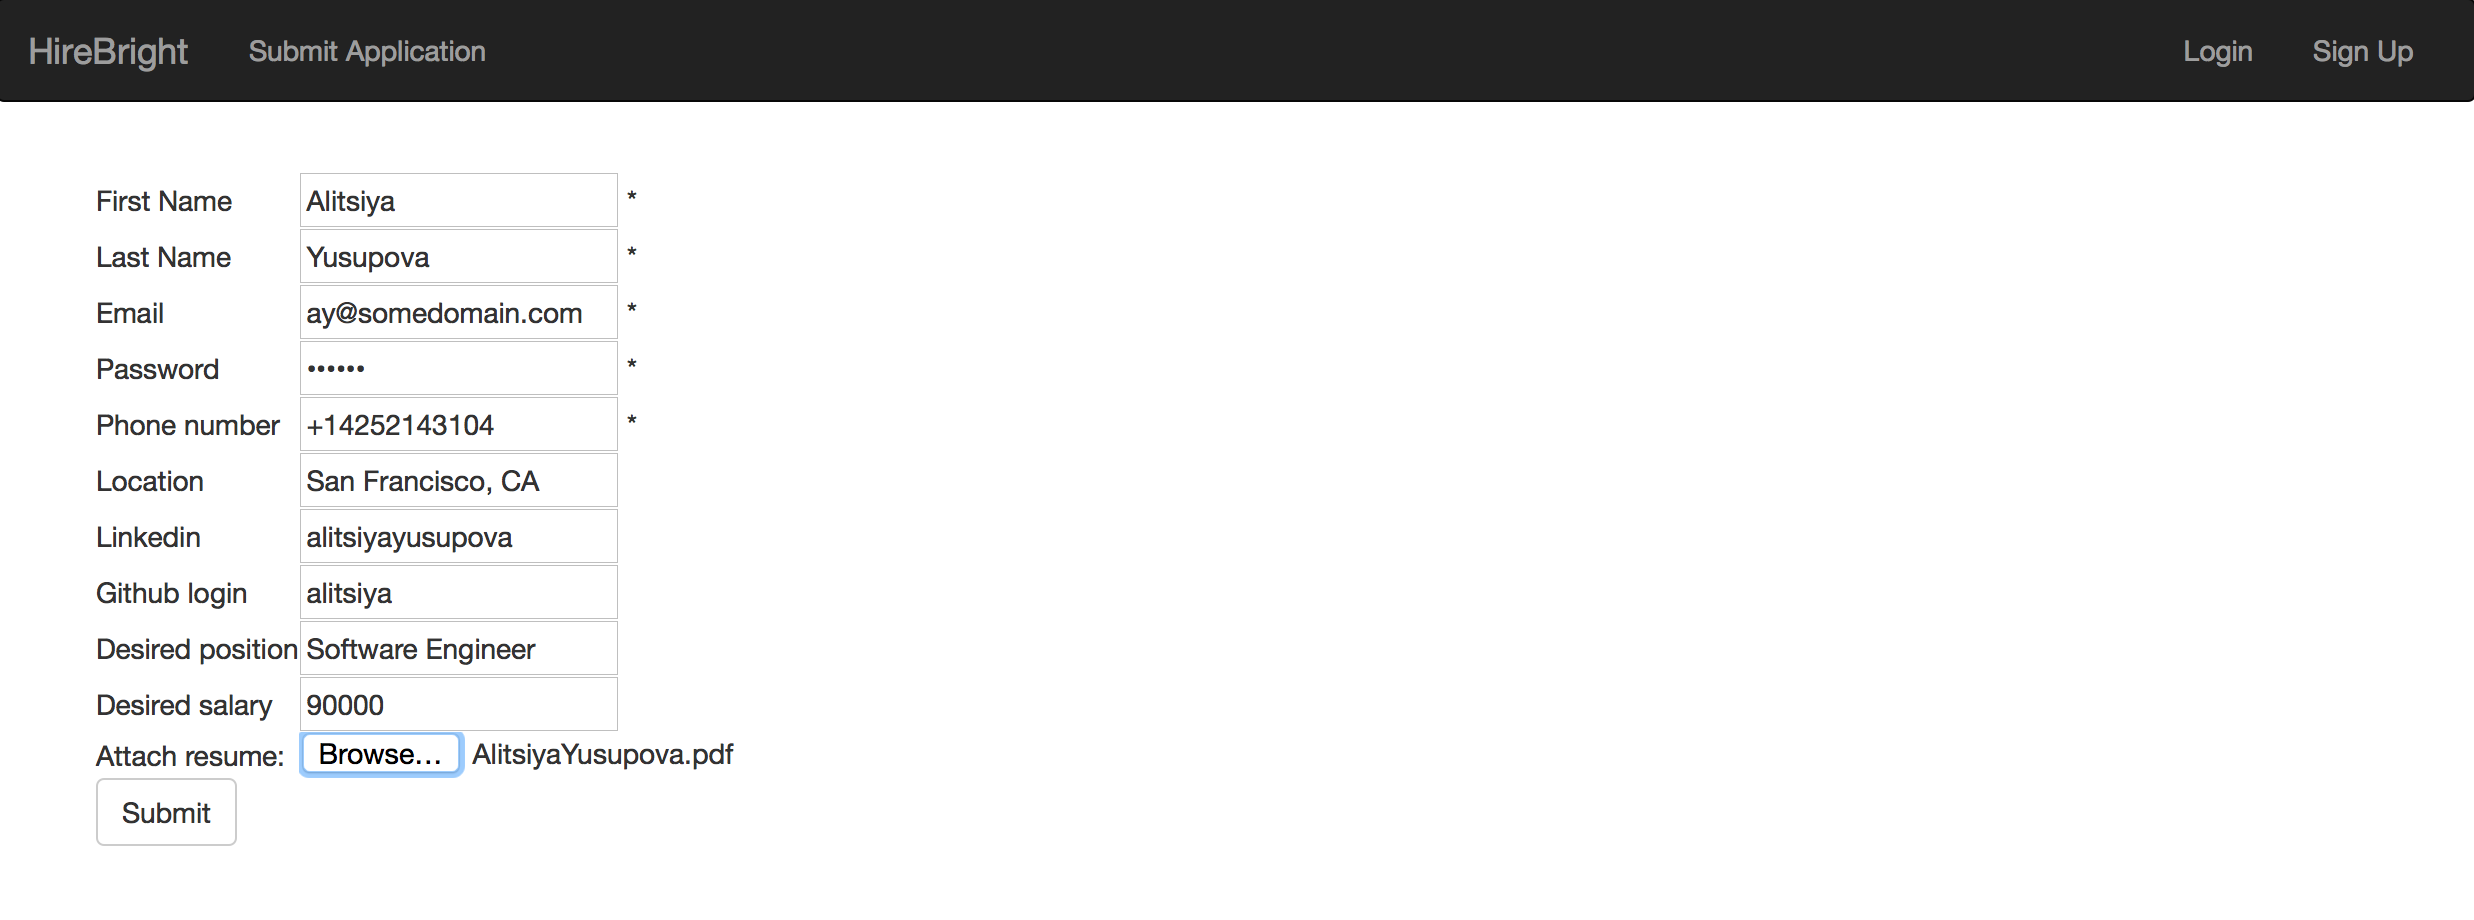 HireBright Submit Application Login Sign Up
First Name Alitsiya *
Last Name Yusupova *
Email ay@somedomain.com *
Password •••••• *
Phone number +14252143104 *
Location San Francisco, CA
Linkedin alitsiyayusupova
Github login alitsiya
Desired position Software Engineer
Desired salary 90000
Attach resume: Browse... AlitsiyaYusupova.pdf
Submit